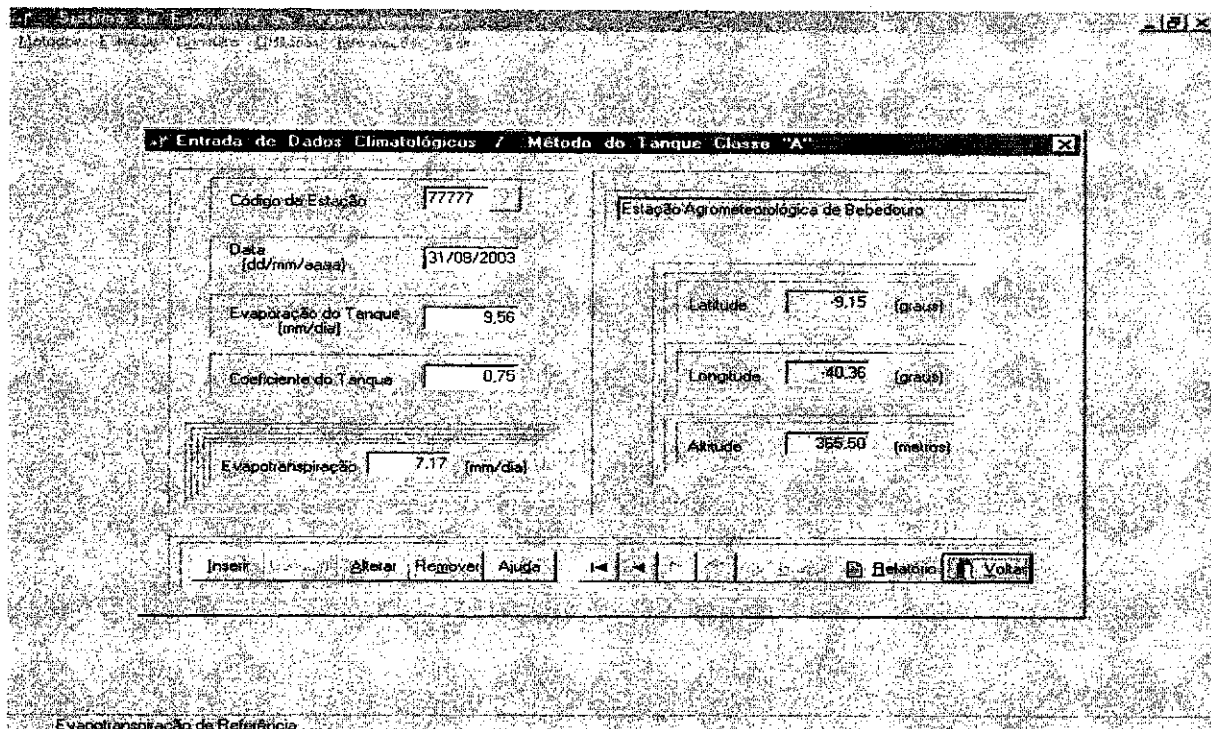 Entrada de Dados Climatológicos / Método do Tanque Classe "A"
Código da Estação 77777
Estação Agrometeorológica de Bebedouro
Data
(dd/mm/aaaa) 31/08/2003
Latitude -9,15 (graus)
Evaporação do Tanque
(mm/dia) 9,56
Longitude -40,36 (graus)
Coeficiente do Tanque 0,75
Altitude 365,50 (metros)
Evapotranspiração 7,17 (mm/dia)
Inserir Alterar Remover Ajuda Relatório Voltar
Evapotranspiração de Referência